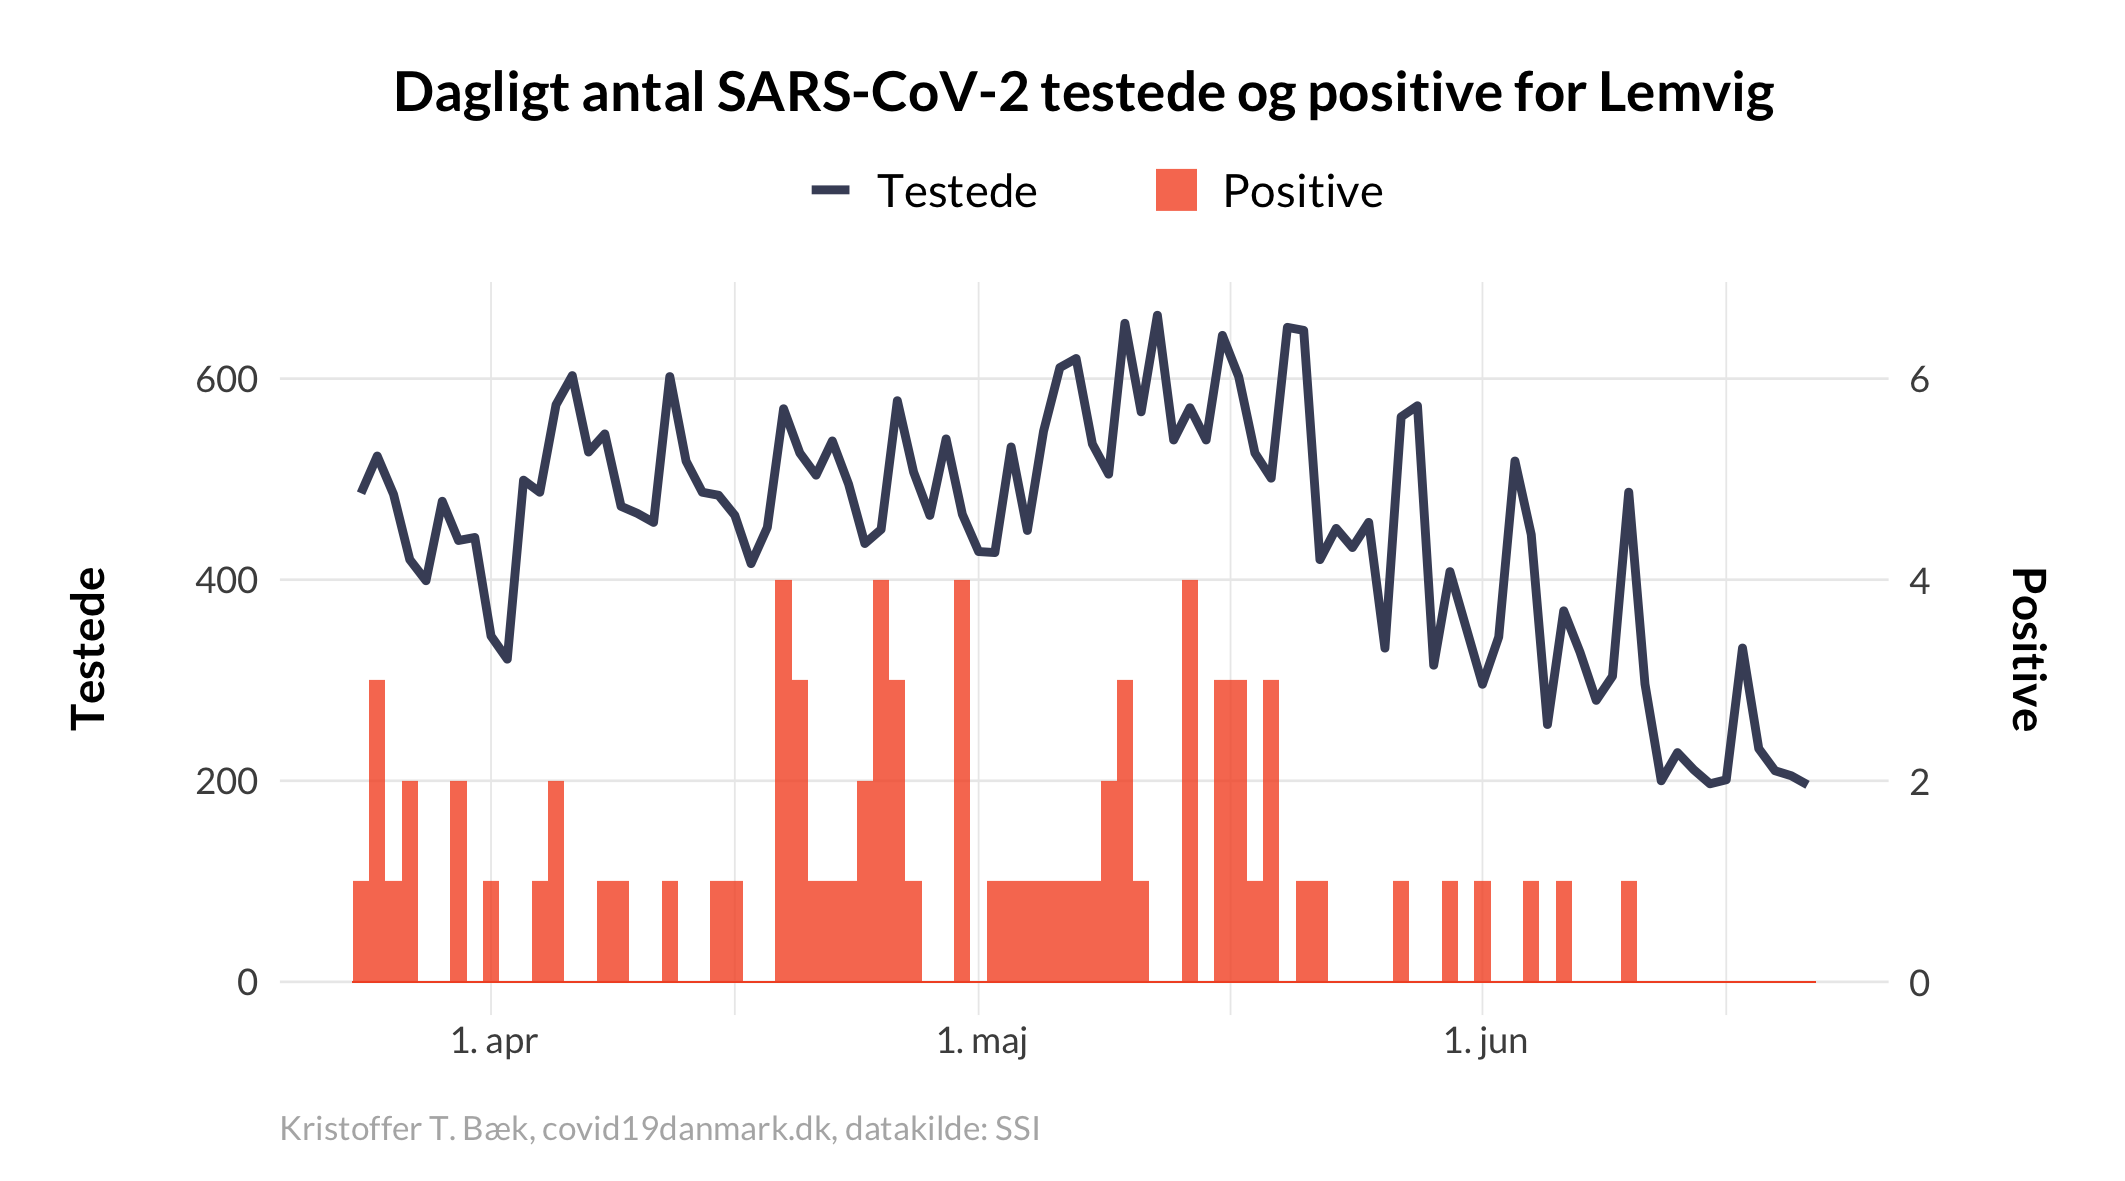 Dagligt antal SARS-CoV-2 testede og positive for Lemvig
Testede
Positive
600
400
200
0
6
4
2
0
Testede
Positive
1. apr
1. maj
1. jun
Kristoffer T. Bæk, covid19danmark.dk, datakilde: SSI